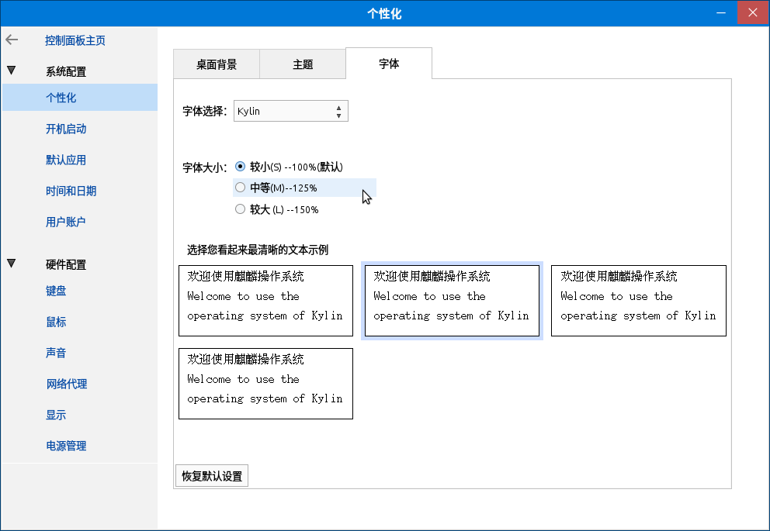 个性化
控制面板主页
系统配置
个性化
开机启动
默认应用
时间和日期
用户账户
硬件配置
键盘
鼠标
声音
网络代理
显示
电源管理
桌面背景
主题
字体
字体选择：
Kylin
字体大小：
较小(S) --100%(默认)
中等(M)--125%
较大 (L) --150%
选择您看起来最清晰的文本示例
欢迎使用麒麟操作系统
Welcome to use the
operating system of Kylin
欢迎使用麒麟操作系统
Welcome to use the
operating system of Kylin
欢迎使用麒麟操作系统
Welcome to use the
operating system of Kylin
欢迎使用麒麟操作系统
Welcome to use the
operating system of Kylin
恢复默认设置